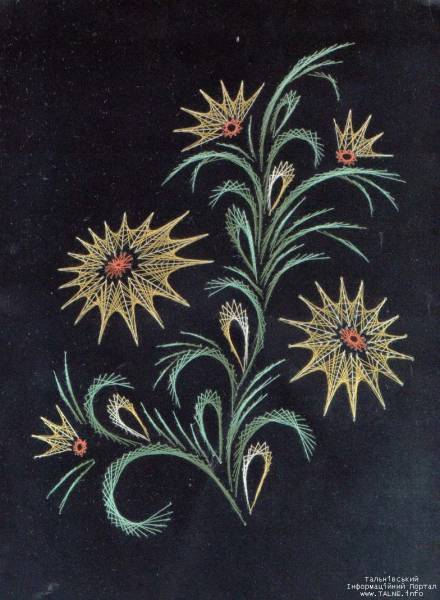 тальнівський
Інформаційний Портал
www.TALNE.info